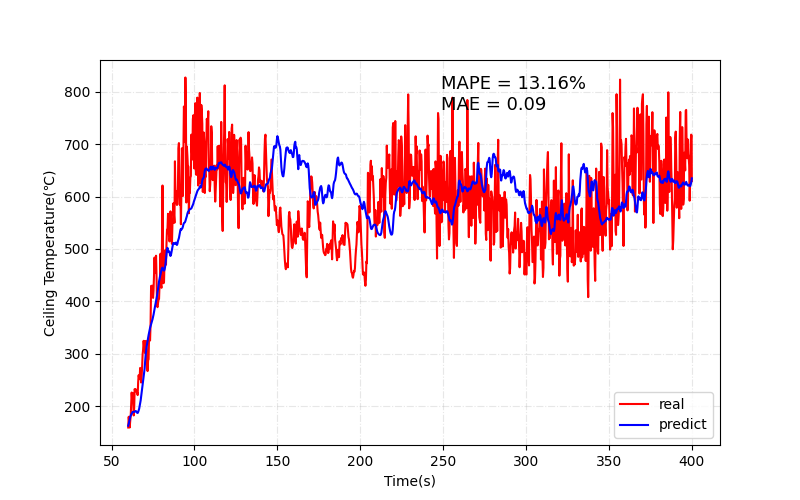 MAPE = 13.16%
MAE = 0.09
800
700
600
500
400
300
200
Ceiling Temperature(℃)
50 100 150 200 250 300 350 400
Time(s)
real
predict